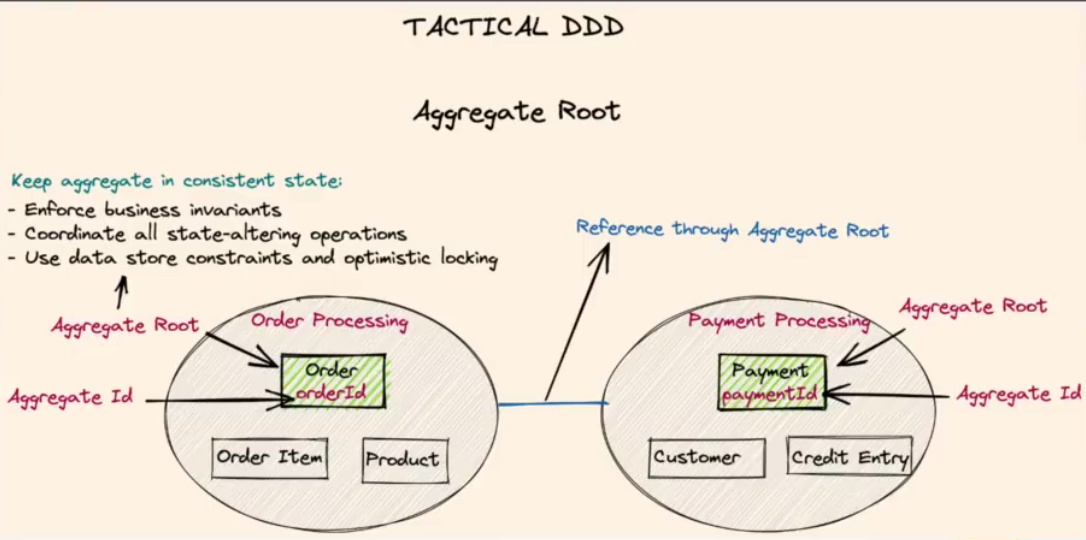 TACTICAL DDD
Aggregate Root
Keep aggregate in consistent state:
- Enforce business invariants
- Coordinate all state-altering operations
- Use data store constraints and optimistic locking
Reference through Aggregate Root
Aggregate Root
Order Processing
Payment Processing
Aggregate Root
Order
orderId
Payment
paymentId
Aggregate Id
Aggregate Id
Order Item
Product
Customer
Credit Entry